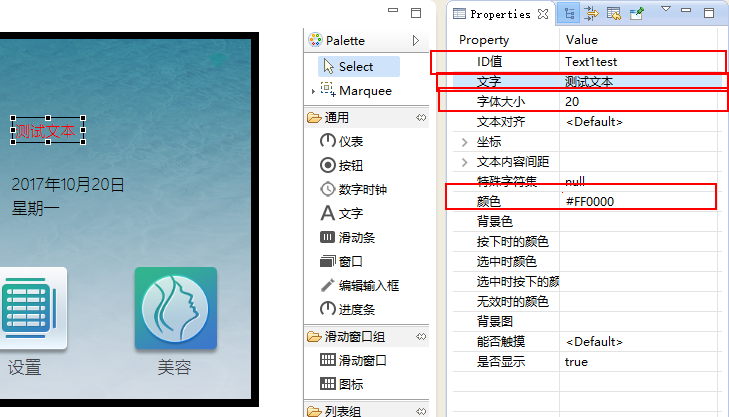 测试文本
2017年10月20日
星期一
设置
美容
Palette
Select
Marquee
通用
仪表
按钮
数字时钟
文字
滑动条
窗口
编辑输入框
进度条
滑动窗口组
滑动窗口
图标
列表组
Properties
Property Value
ID值 Text1test
文字 测试文本
字体大小 20
文本对齐 <Default>
坐标
文本内容间距
特殊字符集 null
颜色 #FF0000
背景色
按下时的颜色
选中时颜色
选中时按下的颜
无效时的颜色
背景图
能否触摸 <Default>
是否显示 true